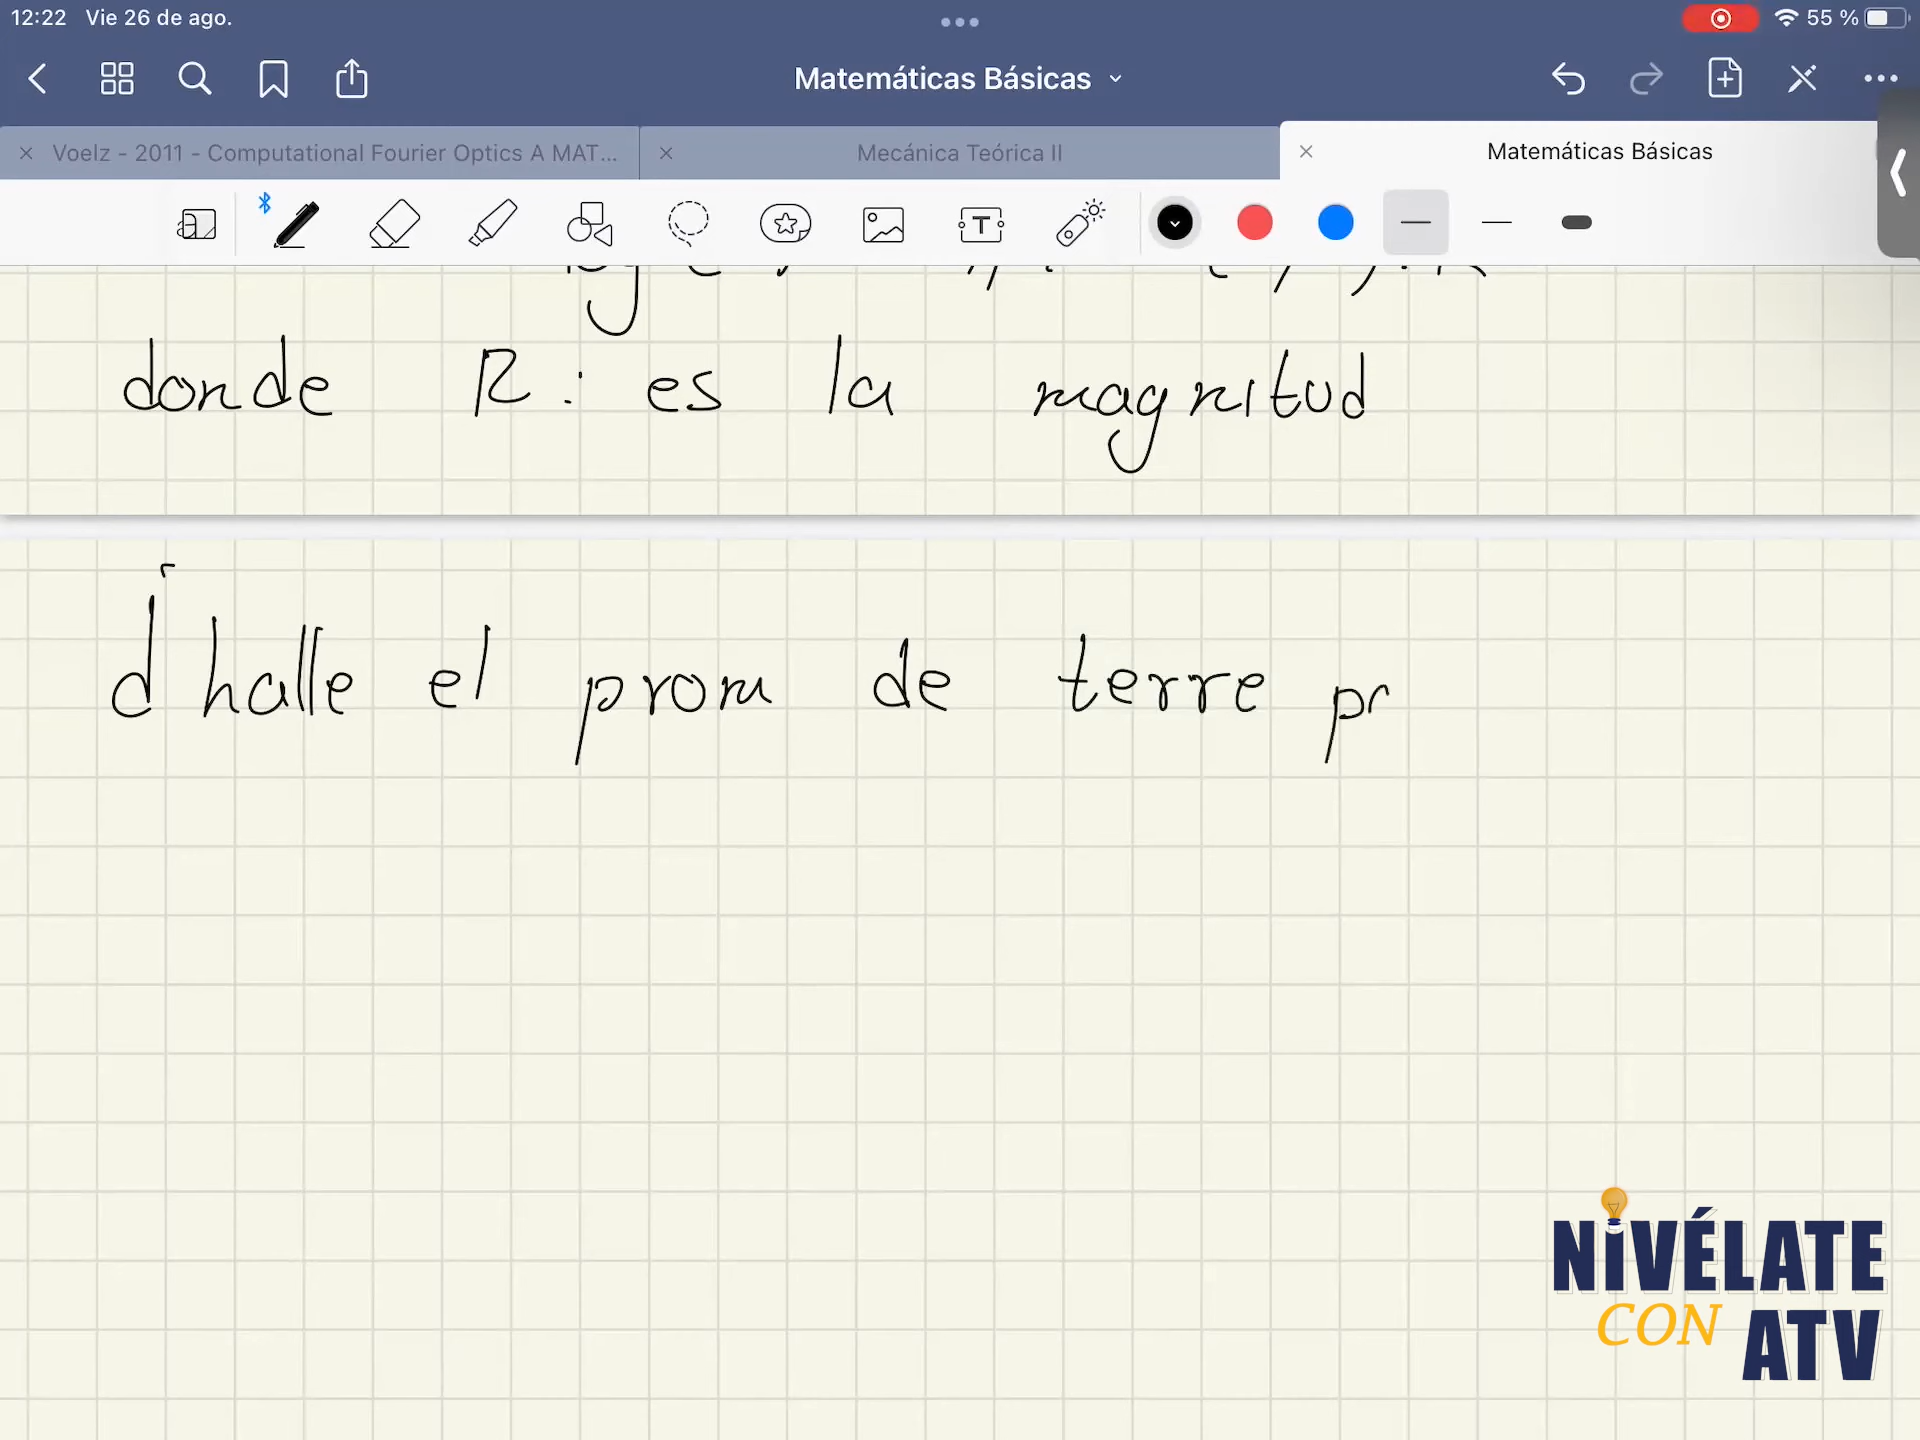 12:22 Vie 26 de ago. 55 %
Matemáticas Básicas
Voelz - 2011 - Computational Fourier Optics A MAT... Mecánica Teórica II Matemáticas Básicas
donde R: es la magnitud
d halle el prom de terre pr
NIVÉLATE
CON
ATV